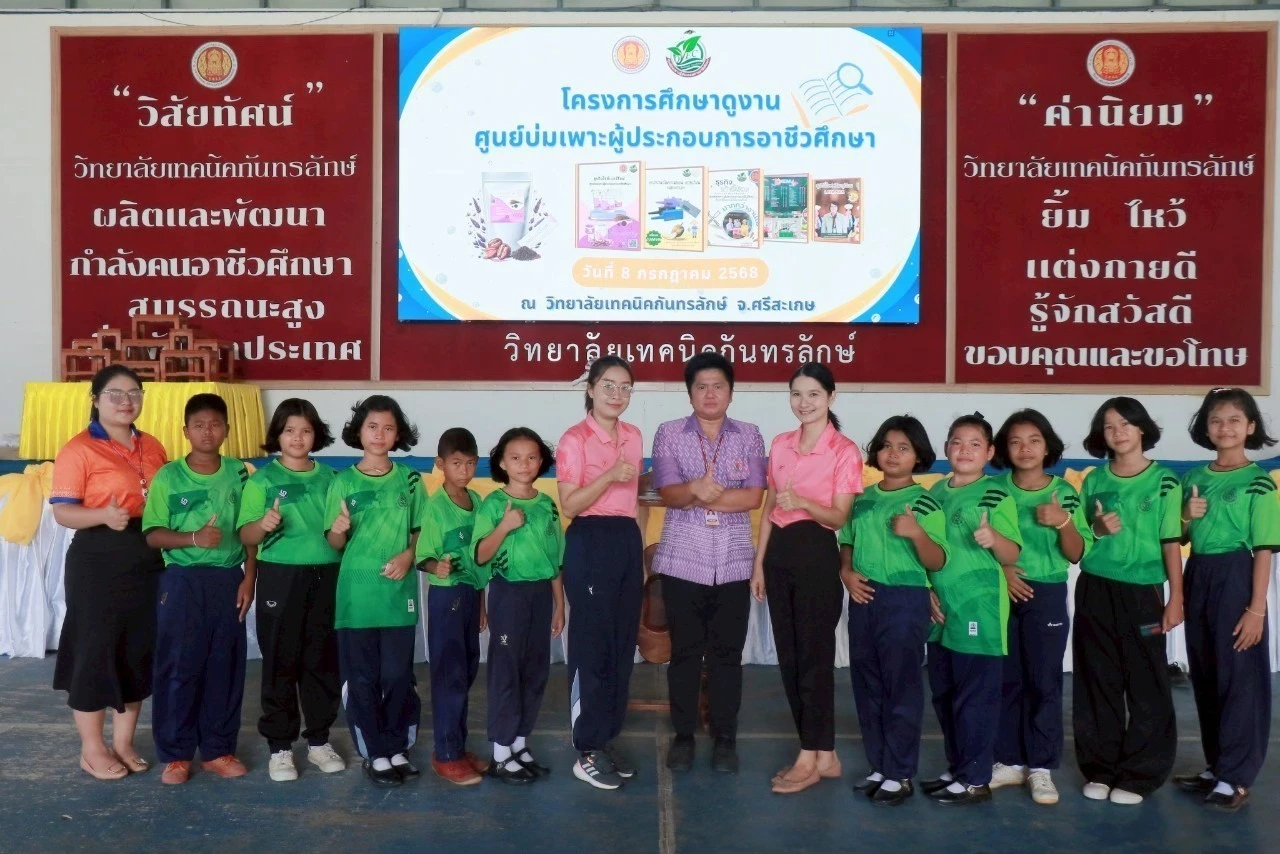 “วิสัยทัศน์”
วิทยาลัยเทคนิคกันทรลักษ์
ผลิตและพัฒนา
กำลังคนอาชีวศึกษา
สมรรถนะสูง
ประเทศ
โครงการศึกษาดูงาน
ศูนย์บ่มเพาะผู้ประกอบการอาชีวศึกษา
ธุรกิจ
วันที่ 8 กรกฎาคม 2568
ณ วิทยาลัยเทคนิคกันทรลักษ์ จ.ศรีสะเกษ
วิทยาลัยเทคนิคกันทรลักษ์
“ค่านิยม”
วิทยาลัยเทคนิคกันทรลักษ์
ยิ้ม ไหว้
แต่งกายดี
รู้จักสวัสดี
ขอบคุณและขอโทษ